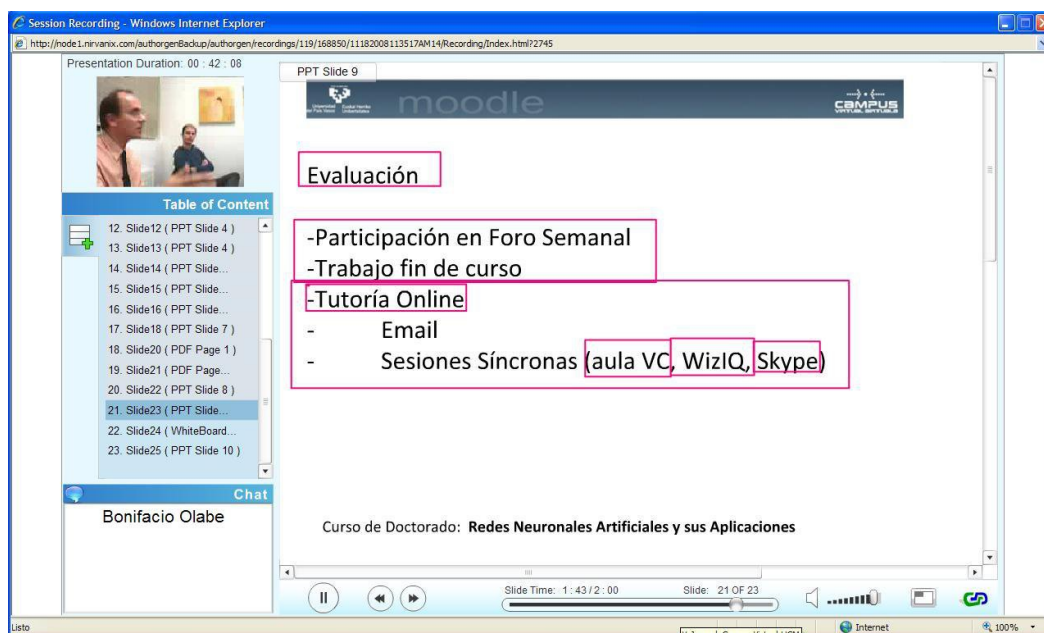 Session Recording - Windows Internet Explorer
http://node1.nirvanix.com/authorgenBackup/authorgen/recordings/119/168850/11182008113517AM14/Recording/Index.html?2745
Presentation Duration: 00 : 42 : 08
PPT Slide 9
moodle
CAMPUS
Evaluación
-Participación en Foro Semanal
-Trabajo fin de curso
-Tutoría Online
- Email
- Sesiones Síncronas (aula VC, WizIQ, Skype)
Curso de Doctorado: Redes Neuronales Artificiales y sus Aplicaciones
Table of Content
12. Slide12 ( PPT Slide 4 )
13. Slide13 ( PPT Slide 4 )
14. Slide14 ( PPT Slide...
15. Slide15 ( PPT Slide...
16. Slide16 ( PPT Slide...
17. Slide18 ( PPT Slide 7 )
18. Slide20 ( PDF Page 1 )
19. Slide21 ( PDF Page...
20. Slide22 ( PPT Slide 8 )
21. Slide23 ( PPT Slide...
22. Slide24 ( WhiteBoard...
23. Slide25 ( PPT Slide 10 )
Chat
Bonifacio Olabe
Slide Time: 1 : 43 / 2 : 00 Slide: 21 OF 23
Listo
Internet
100%